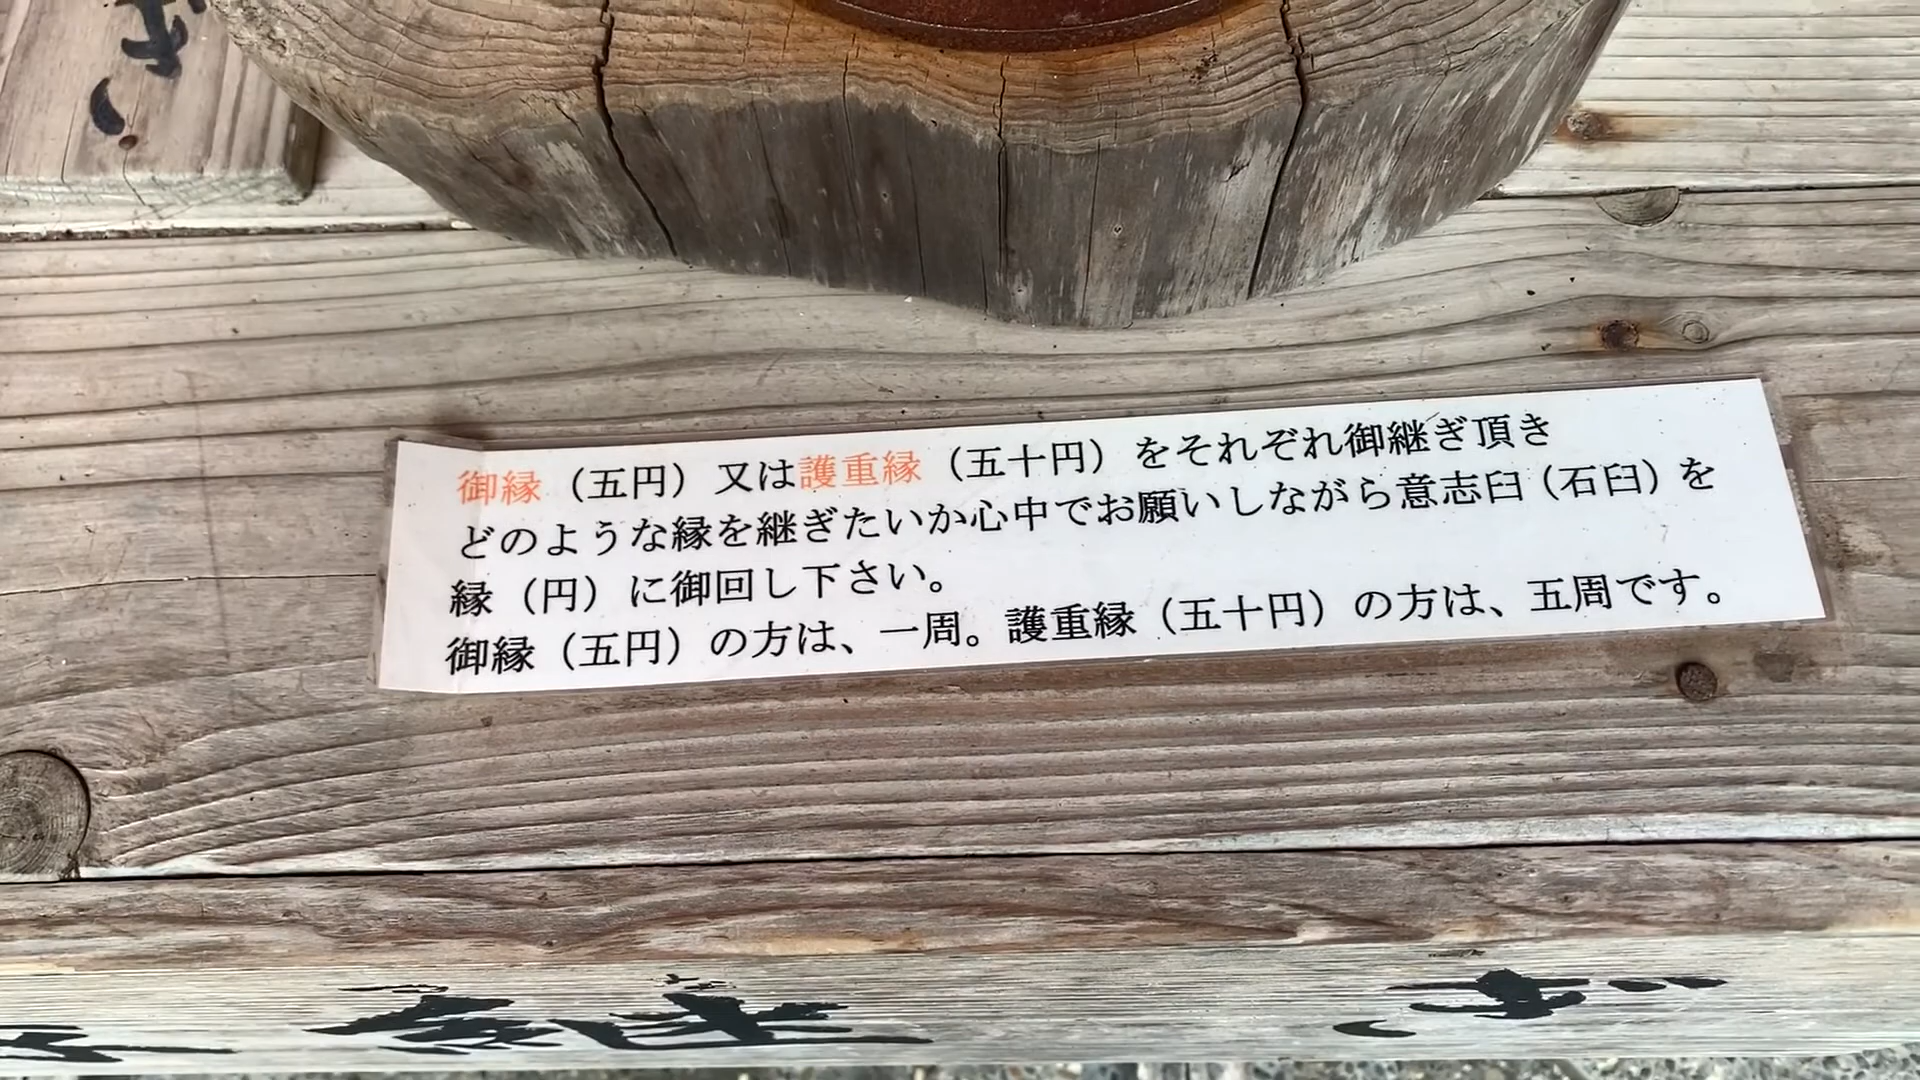 御縁（五円）又は護重縁（五十円）をそれぞれ御継ぎ頂き
どのような縁を継ぎたいか心中でお願いしながら意志臼（石臼）を
縁（円）に御回し下さい。
御縁（五円）の方は、一周。護重縁（五十円）の方は、五周です。
継ぎ